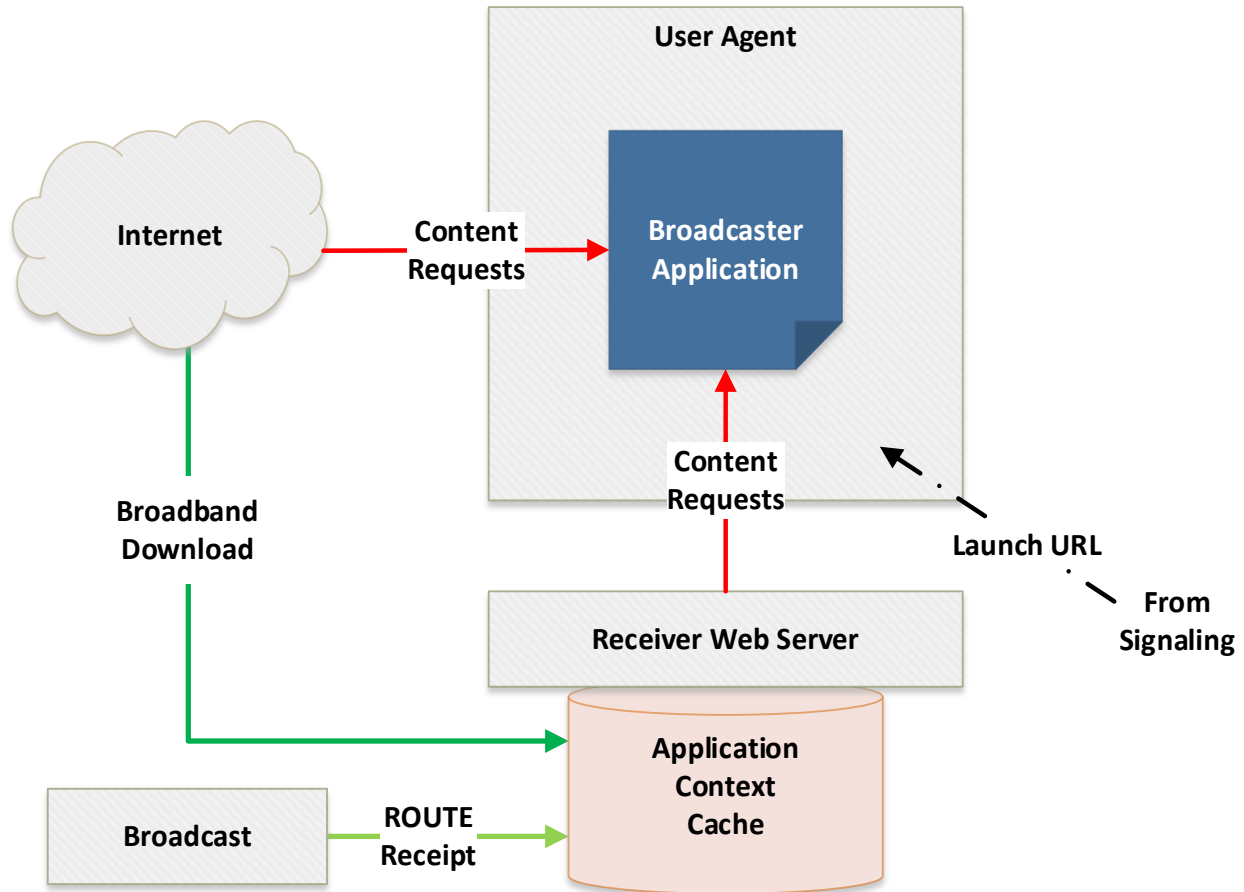 User Agent
Internet
Content
Requests
Broadcaster
Application
Content
Requests
Broadband
Download
Launch URL
From
Signaling
Receiver Web Server
Application
Context
Cache
Broadcast
ROUTE
Receipt